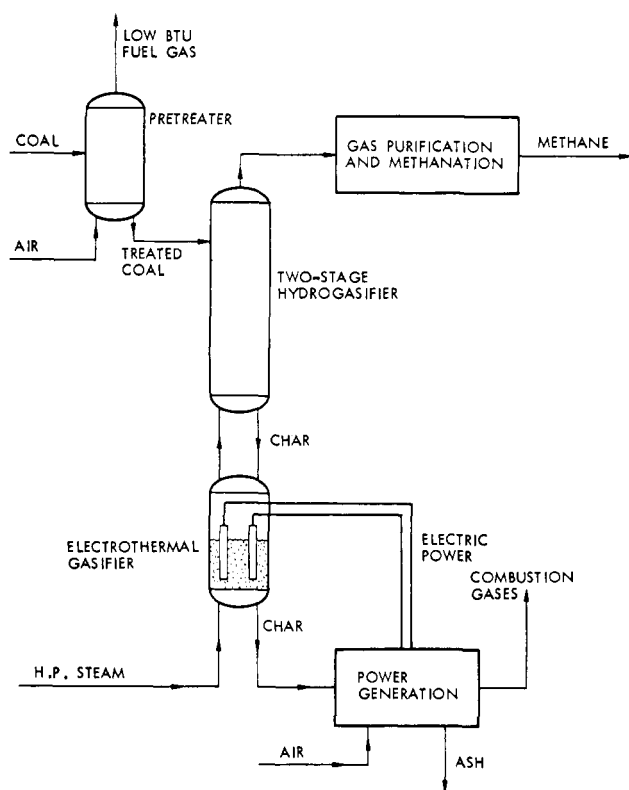 LOW BTU
FUEL GAS
PRETREATER
COAL
GAS PURIFICATION
AND METHANATION
METHANE
AIR
TREATED
COAL
TWO-STAGE
HYDROGASIFIER
CHAR
ELECTROTHERMAL
GASIFIER
ELECTRIC
POWER
COMBUSTION
GASES
CHAR
H.P. STEAM
POWER
GENERATION
AIR
ASH